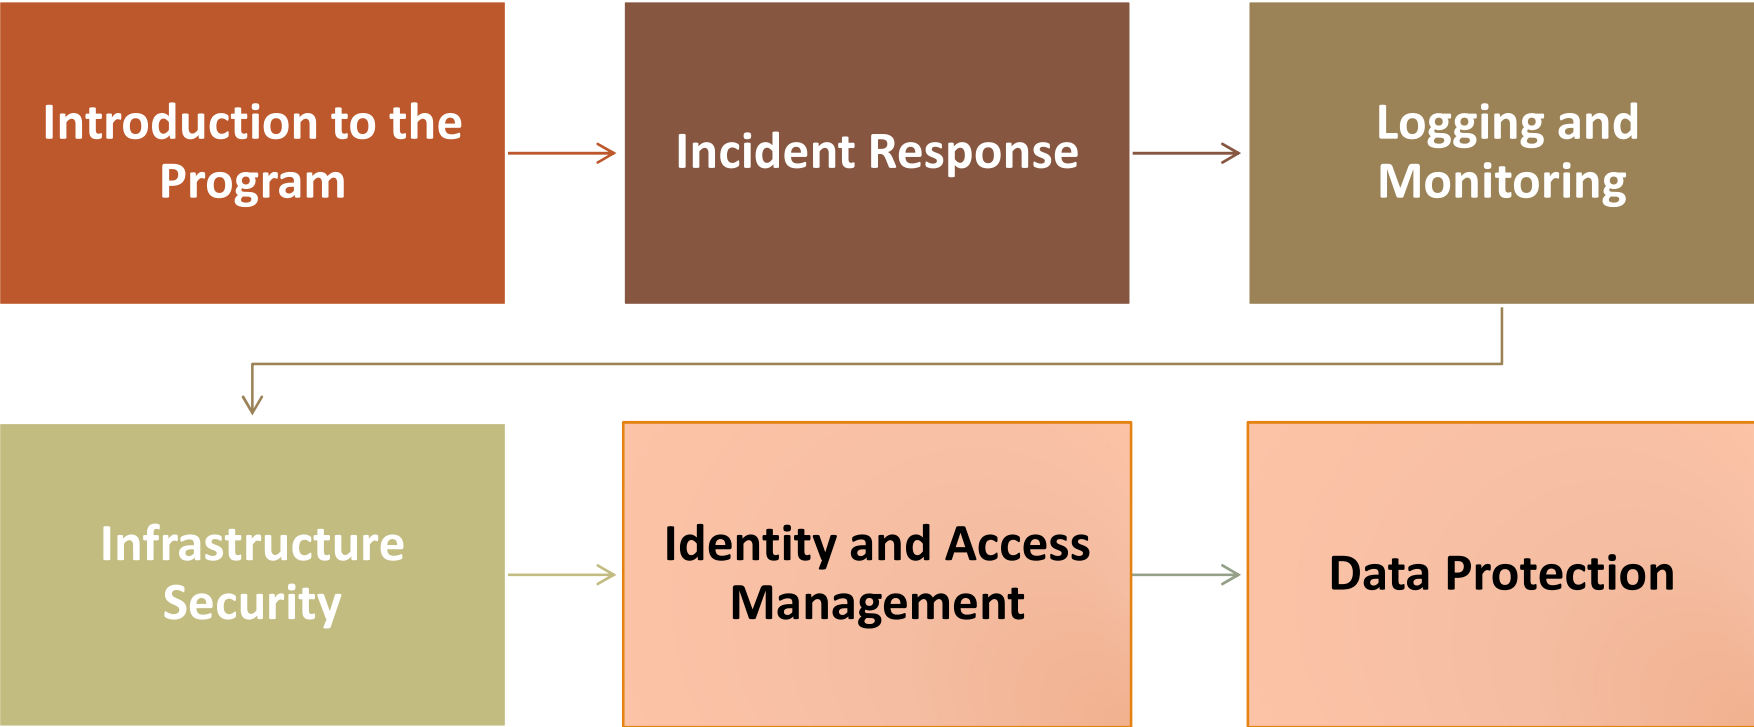 Introduction to the
Program
Incident Response
Logging and
Monitoring
Infrastructure
Security
Identity and Access
Management
Data Protection